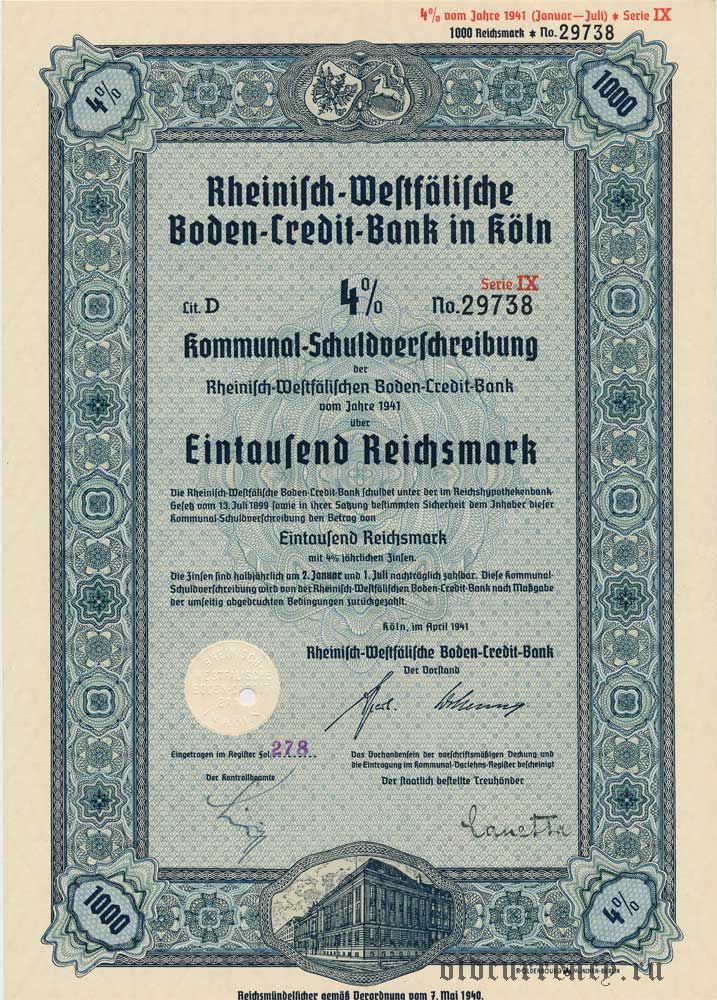 4% vom Jahre 1941 (Januar—Juli) * Serie IX
1000 Reichsmark * No. 29738
4%
1000
Rheinisch-Westfälische
Boden-Credit-Bank in Köln
Serie IX
Lit. D 4% No. 29738
Kommunal-Schuldverschreibung
der
Rheinisch-Westfälischen Boden-Credit-Bank
vom Jahre 1941
über
Eintausend Reichsmark
Die Rheinisch-Westfälische Boden-Credit-Bank schuldet unter der im Reichshypothekenbank-
Gesetz vom 13. Juli 1899 sowie in ihrer Satzung bestimmten Sicherheit dem Inhaber dieser
Kommunal-Schuldverschreibung den Betrag von
Eintausend Reichsmark
mit 4% jährlichen Zinsen.
Die Zinsen sind halbjährlich am 2. Januar und 1. Juli nachträglich zahlbar. Diese Kommunal-
Schuldverschreibung wird von der Rheinisch-Westfälischen Boden-Credit-Bank nach Maßgabe
der umseitig abgedruckten Bedingungen zurückgezahlt.
Köln, im April 1941
Rheinisch-Westfälische Boden-Credit-Bank
Der Vorstand
Eingetragen im Register Fol. 278
Der Kontrollbeamte
Das Vorhandensein der vorschriftsmäßigen Deckung und
die Eintragung im Kommunal-Darlehns-Register bescheinigt
Der staatlich bestellte Treuhänder
Canetta
1000
4%
R. OLDENBOURG MÜNCHEN-BERLIN
oldcurrency.ru
Reichsmündelsicher gemäß Verordnung vom 7. Mai 1940.